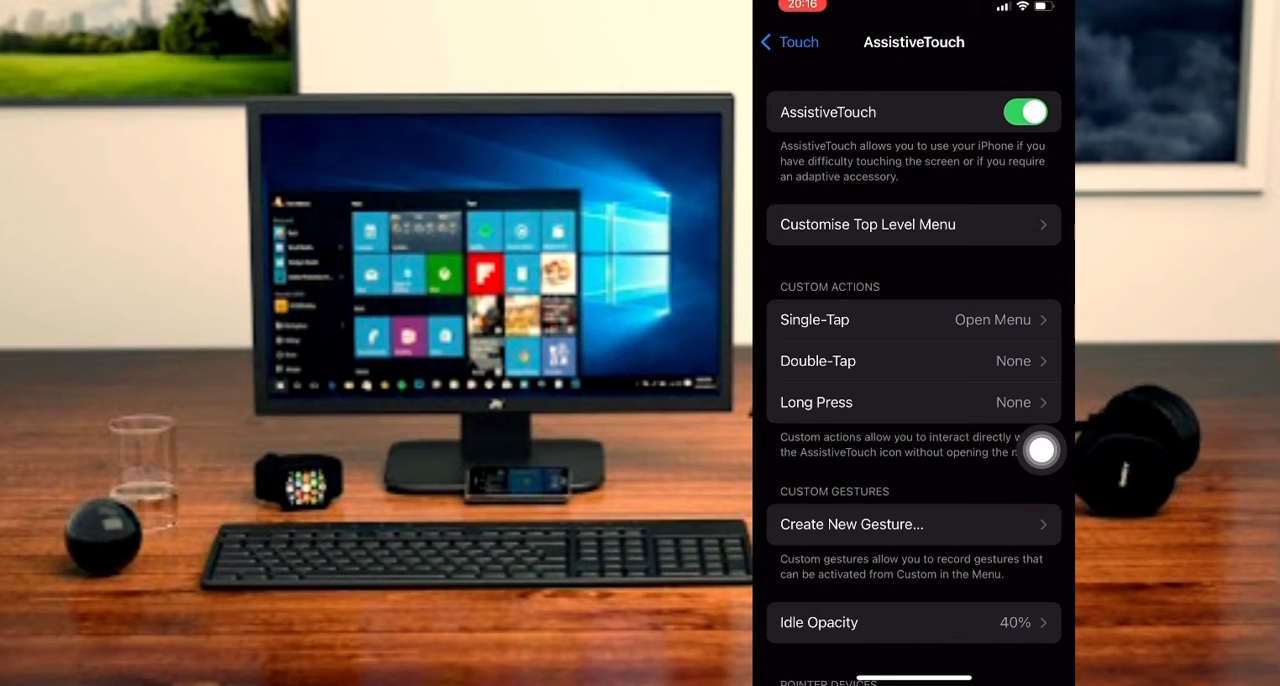 20:16
Touch
AssistiveTouch
AssistiveTouch
AssistiveTouch allows you to use your iPhone if you
have difficulty touching the screen or if you require
an adaptive accessory.
Customise Top Level Menu
CUSTOM ACTIONS
Single-Tap Open Menu
Double-Tap None
Long Press None
Custom actions allow you to interact directly
the AssistiveTouch icon without opening the
CUSTOM GESTURES
Create New Gesture...
Custom gestures allow you to record gestures that
can be activated from Custom in the Menu.
Idle Opacity 40%
POINTER DEVICES